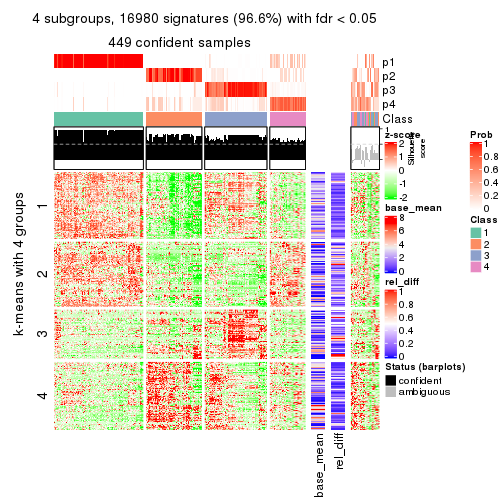 4 subgroups, 16980 signatures (96.6%) with fdr < 0.05
449 confident samples
p1
p2
p3
p4
Class
1
Silhouette
score
k-means with 4 groups
1
2
3
4
base_mean
rel_diff
z-score
2
1
0
-1
-2
base_mean
8
6
4
2
0
rel_diff
1
0.8
0.6
0.4
0.2
0
Status (barplots)
confident
ambiguous
Prob
1
0.8
0.6
0.4
0.2
0
Class
1
2
3
4